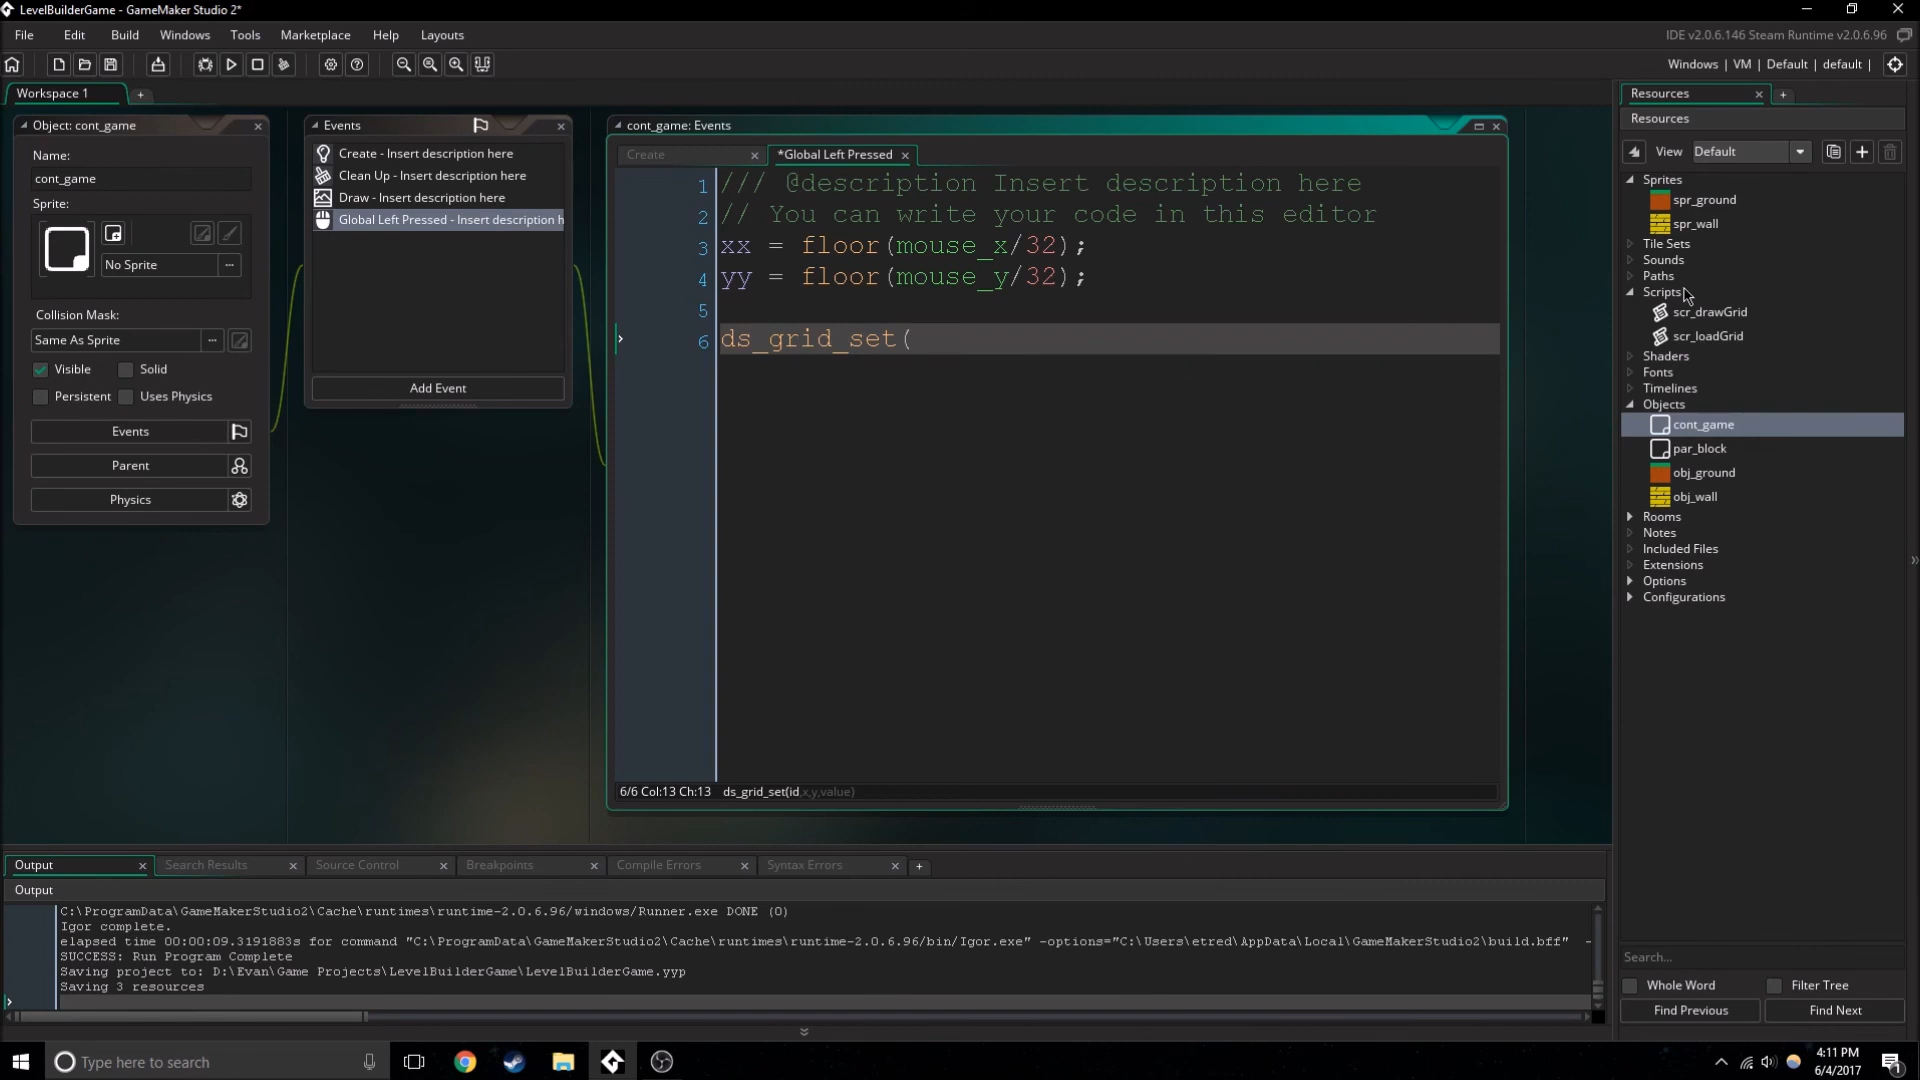 LevelBuilderGame - GameMaker Studio 2*
File Edit Build Windows Tools Marketplace Help Layouts
IDE v2.0.6.146 Steam Runtime v2.0.6.96
Windows | VM | Default | default |
Workspace 1
Object: cont_game
Name:
cont_game
Sprite:
No Sprite
Collision Mask:
Same As Sprite
Visible Solid
Persistent Uses Physics
Events
Parent
Physics
Events
Create - Insert description here
Clean Up - Insert description here
Draw - Insert description here
Global Left Pressed - Insert description h
Add Event
cont_game: Events
Create *Global Left Pressed
1 /// @description Insert description here
2 // You can write your code in this editor
3 xx = floor(mouse_x/32);
4 yy = floor(mouse_y/32);
5
6 ds_grid_set(
6/6 Col:13 Ch:13 ds_grid_set(id,x,y,value)
Resources
Resources
View Default
Sprites
spr_ground
spr_wall
Tile Sets
Sounds
Paths
Scripts
scr_drawGrid
scr_loadGrid
Shaders
Fonts
Timelines
Objects
cont_game
par_block
obj_ground
obj_wall
Rooms
Notes
Included Files
Extensions
Options
Configurations
Search...
Whole Word Filter Tree
Find Previous Find Next
Output Search Results Source Control Breakpoints Compile Errors Syntax Errors
Output
C:\ProgramData\GameMakerStudio2\Cache\runtimes\runtime-2.0.6.96/windows/Runner.exe DONE (0)
Igor complete.
elapsed time 00:00:09.3191883s for command "C:\ProgramData\GameMakerStudio2\Cache\runtimes\runtime-2.0.6.96/bin/Igor.exe" -options="C:\Users\etred\AppData\Local\GameMakerStudio2\build.bff" -
SUCCESS: Run Program Complete
Saving project to: D:\Evan\Game Projects\LevelBuilderGame\LevelBuilderGame.yyp
Saving 3 resources
Type here to search
4:11 PM
6/4/2017
1